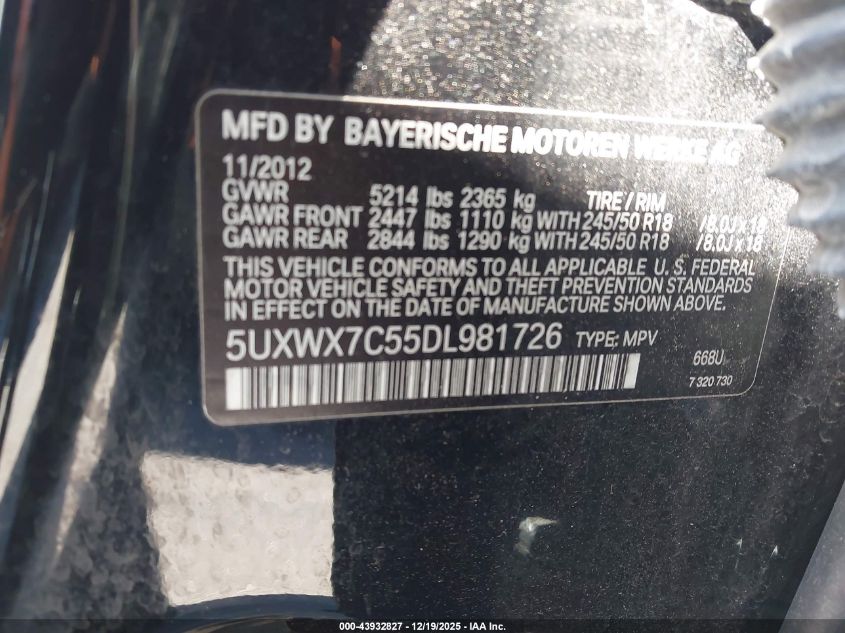 MFD BY BAYERISCHE MOTOREN WERKE AG
11/2012
GVWR 5214 lbs 2365 kg TIRE/RIM
GAWR FRONT 2447 lbs 1110 kg WITH 245/50 R18 /8.0J x 18
GAWR REAR 2844 lbs 1290 kg WITH 245/50 R18 /8.0J x 18
THIS VEHICLE CONFORMS TO ALL APPLICABLE U. S. FEDERAL
MOTOR VEHICLE SAFETY AND THEFT PREVENTION STANDARDS
IN EFFECT ON THE DATE OF MANUFACTURE SHOWN ABOVE.
5UXWX7C55DL981726 TYPE: MPV
668U
7 320 730
000-43932827 - 12/19/2025 - IAA Inc.